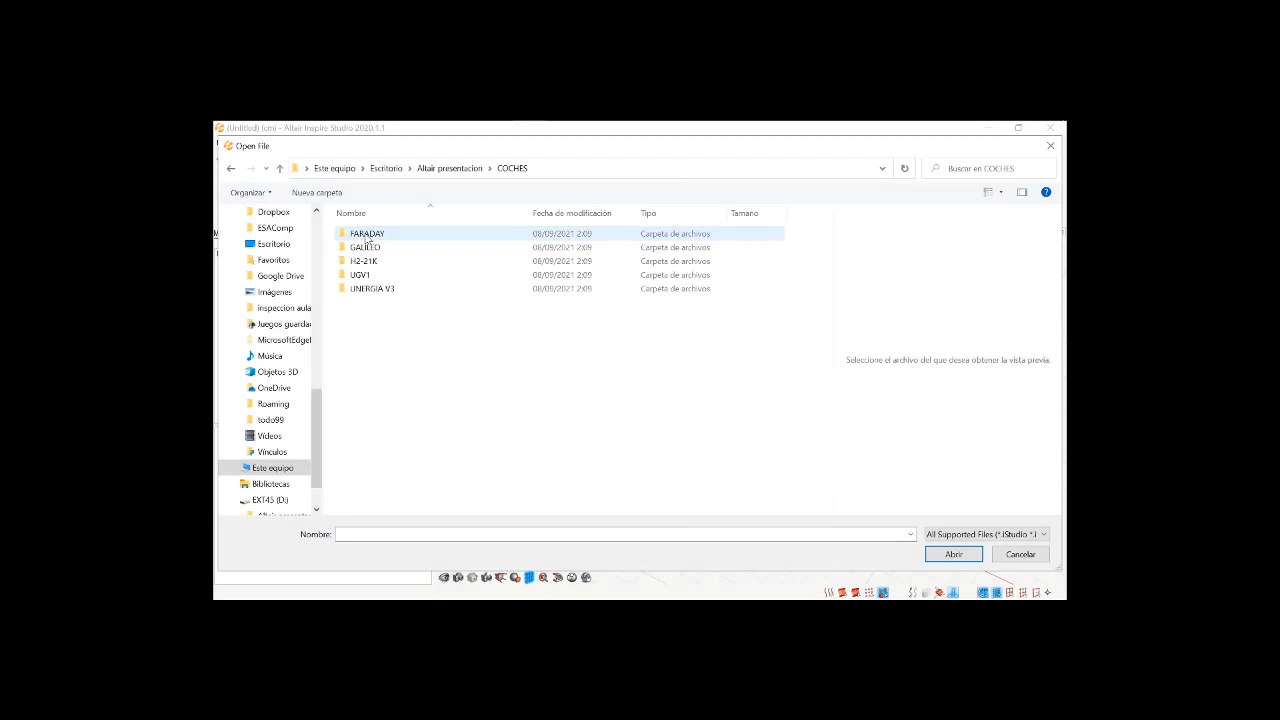 (Untitled) (cm) - Altair Inspire Studio 2020.1.1
Open File
Este equipo > Escritorio > Altair presentacion > COCHES
Buscar en COCHES
Organizar
Nueva carpeta
Nombre Fecha de modificación Tipo Tamaño
FARADAY 08/09/2021 2:09 Carpeta de archivos
GALILEO 08/09/2021 2:09 Carpeta de archivos
H2-21K 08/09/2021 2:09 Carpeta de archivos
UGV1 08/09/2021 2:09 Carpeta de archivos
UNERGIA V3 08/09/2021 2:09 Carpeta de archivos
Dropbox
ESAComp
Escritorio
Favoritos
Google Drive
Imágenes
inspeccion aula
Juegos guarda
MicrosoftEdge
Música
Objetos 3D
OneDrive
Roaming
todo99
Vídeos
Vínculos
Este equipo
Bibliotecas
EXT45 (D:)
Seleccione el archivo del que desea obtener la vista previa.
Nombre:
All Supported Files (*.iStudio *.i
Abrir
Cancelar